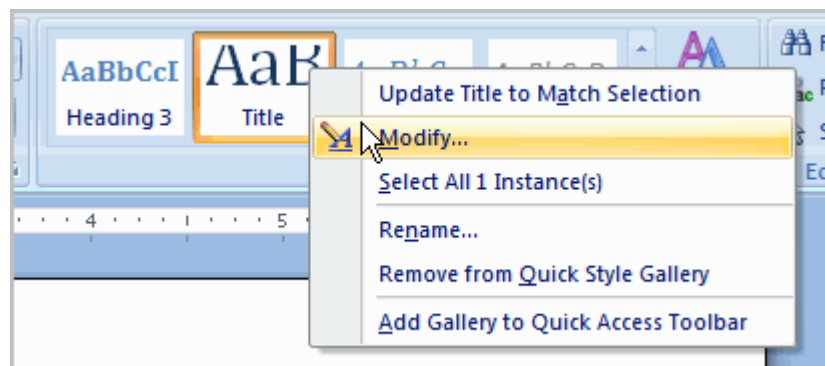 AaBbCcI
AaB
Heading 3
Title
Update Title to Match Selection
Modify...
Select All 1 Instance(s)
Rename...
Remove from Quick Style Gallery
Add Gallery to Quick Access Toolbar
4
5